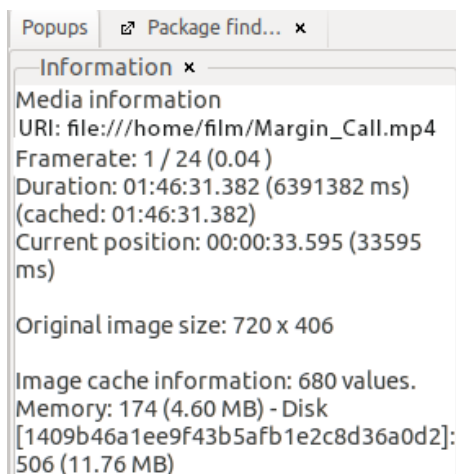 Popups Package find... ×
Information ×
Media information
URI: file:///home/film/Margin_Call.mp4
Framerate: 1 / 24 (0.04 )
Duration: 01:46:31.382 (6391382 ms)
(cached: 01:46:31.382)
Current position: 00:00:33.595 (33595
ms)
Original image size: 720 x 406
Image cache information: 680 values.
Memory: 174 (4.60 MB) - Disk
[1409b46a1ee9f43b5afb1e2c8d36a0d2]:
506 (11.76 MB)